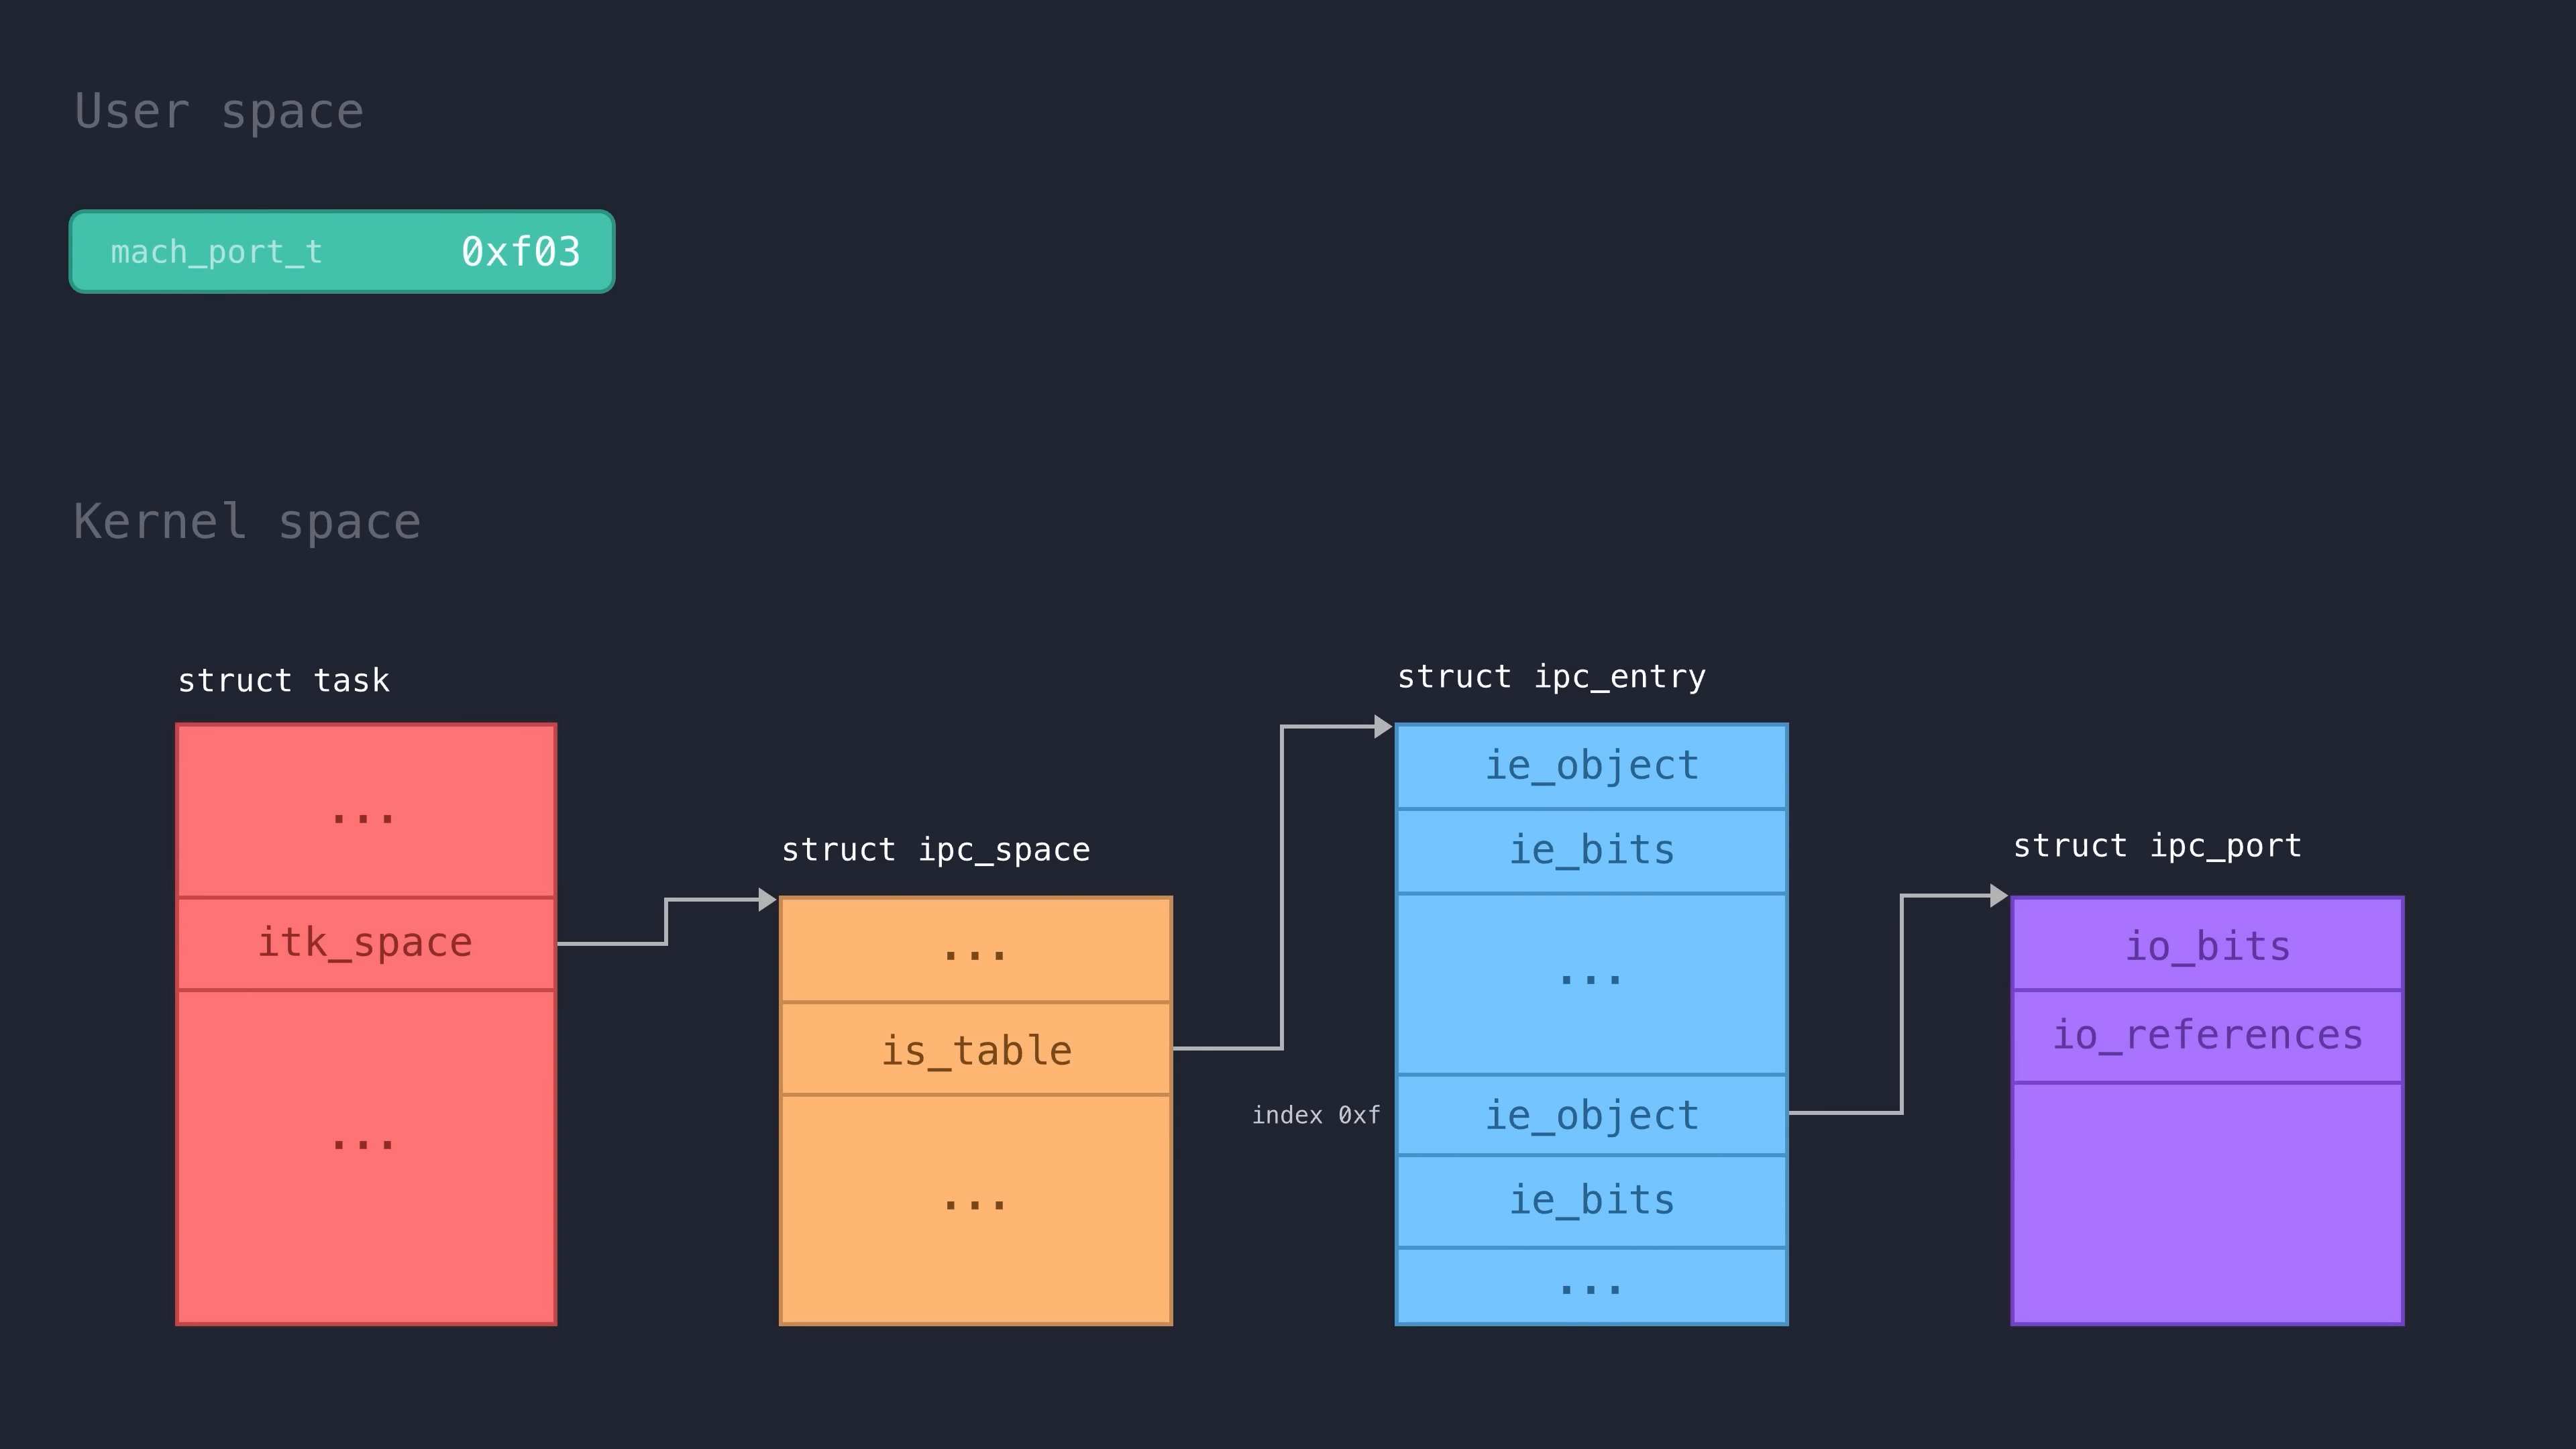 User space
mach_port_t 0xf03
Kernel space
struct task
...
itk_space
...
struct ipc_space
...
is_table
...
struct ipc_entry
ie_object
ie_bits
...
index 0xf
ie_object
ie_bits
...
struct ipc_port
io_bits
io_references